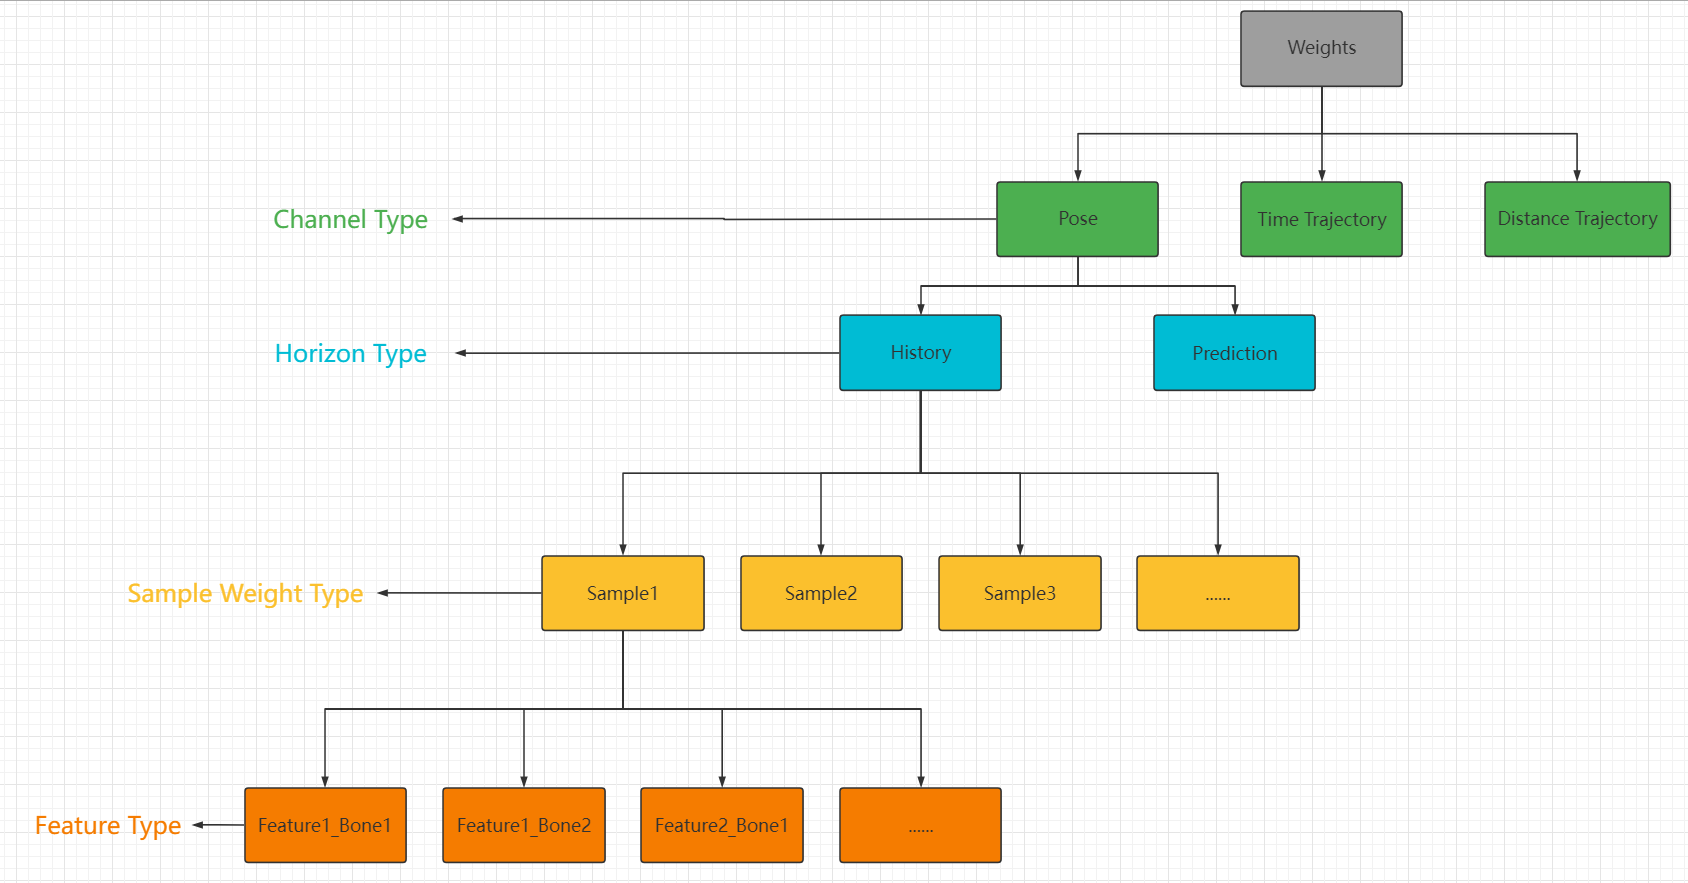 Weights
Channel Type
Pose
Time Trajectory
Distance Trajectory
Horizon Type
History
Prediction
Sample Weight Type
Sample1
Sample2
Sample3
......
Feature Type
Feature1_Bone1
Feature1_Bone2
Feature2_Bone1
......